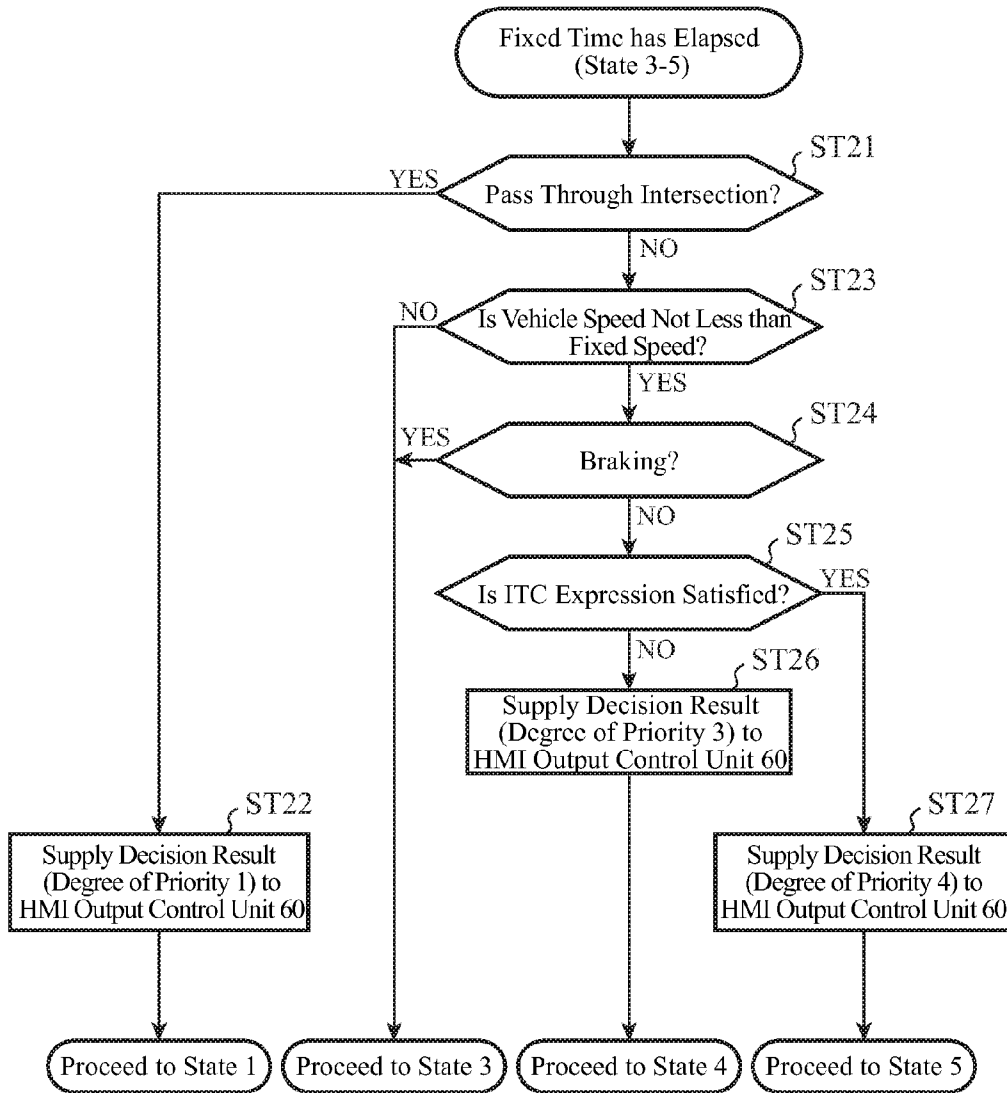 Fixed Time has Elapsed
(State 3-5)
ST21
YES
Pass Through Intersection?
NO
ST23
NO
Is Vehicle Speed Not Less than
Fixed Speed?
YES
ST24
YES
Braking?
NO
ST25
Is ITC Expression Satisfied?
YES
NO
ST26
Supply Decision Result
(Degree of Priority 3) to
HMI Output Control Unit 60
ST22
Supply Decision Result
(Degree of Priority 1) to
HMI Output Control Unit 60
ST27
Supply Decision Result
(Degree of Priority 4) to
HMI Output Control Unit 60
Proceed to State 1
Proceed to State 3
Proceed to State 4
Proceed to State 5